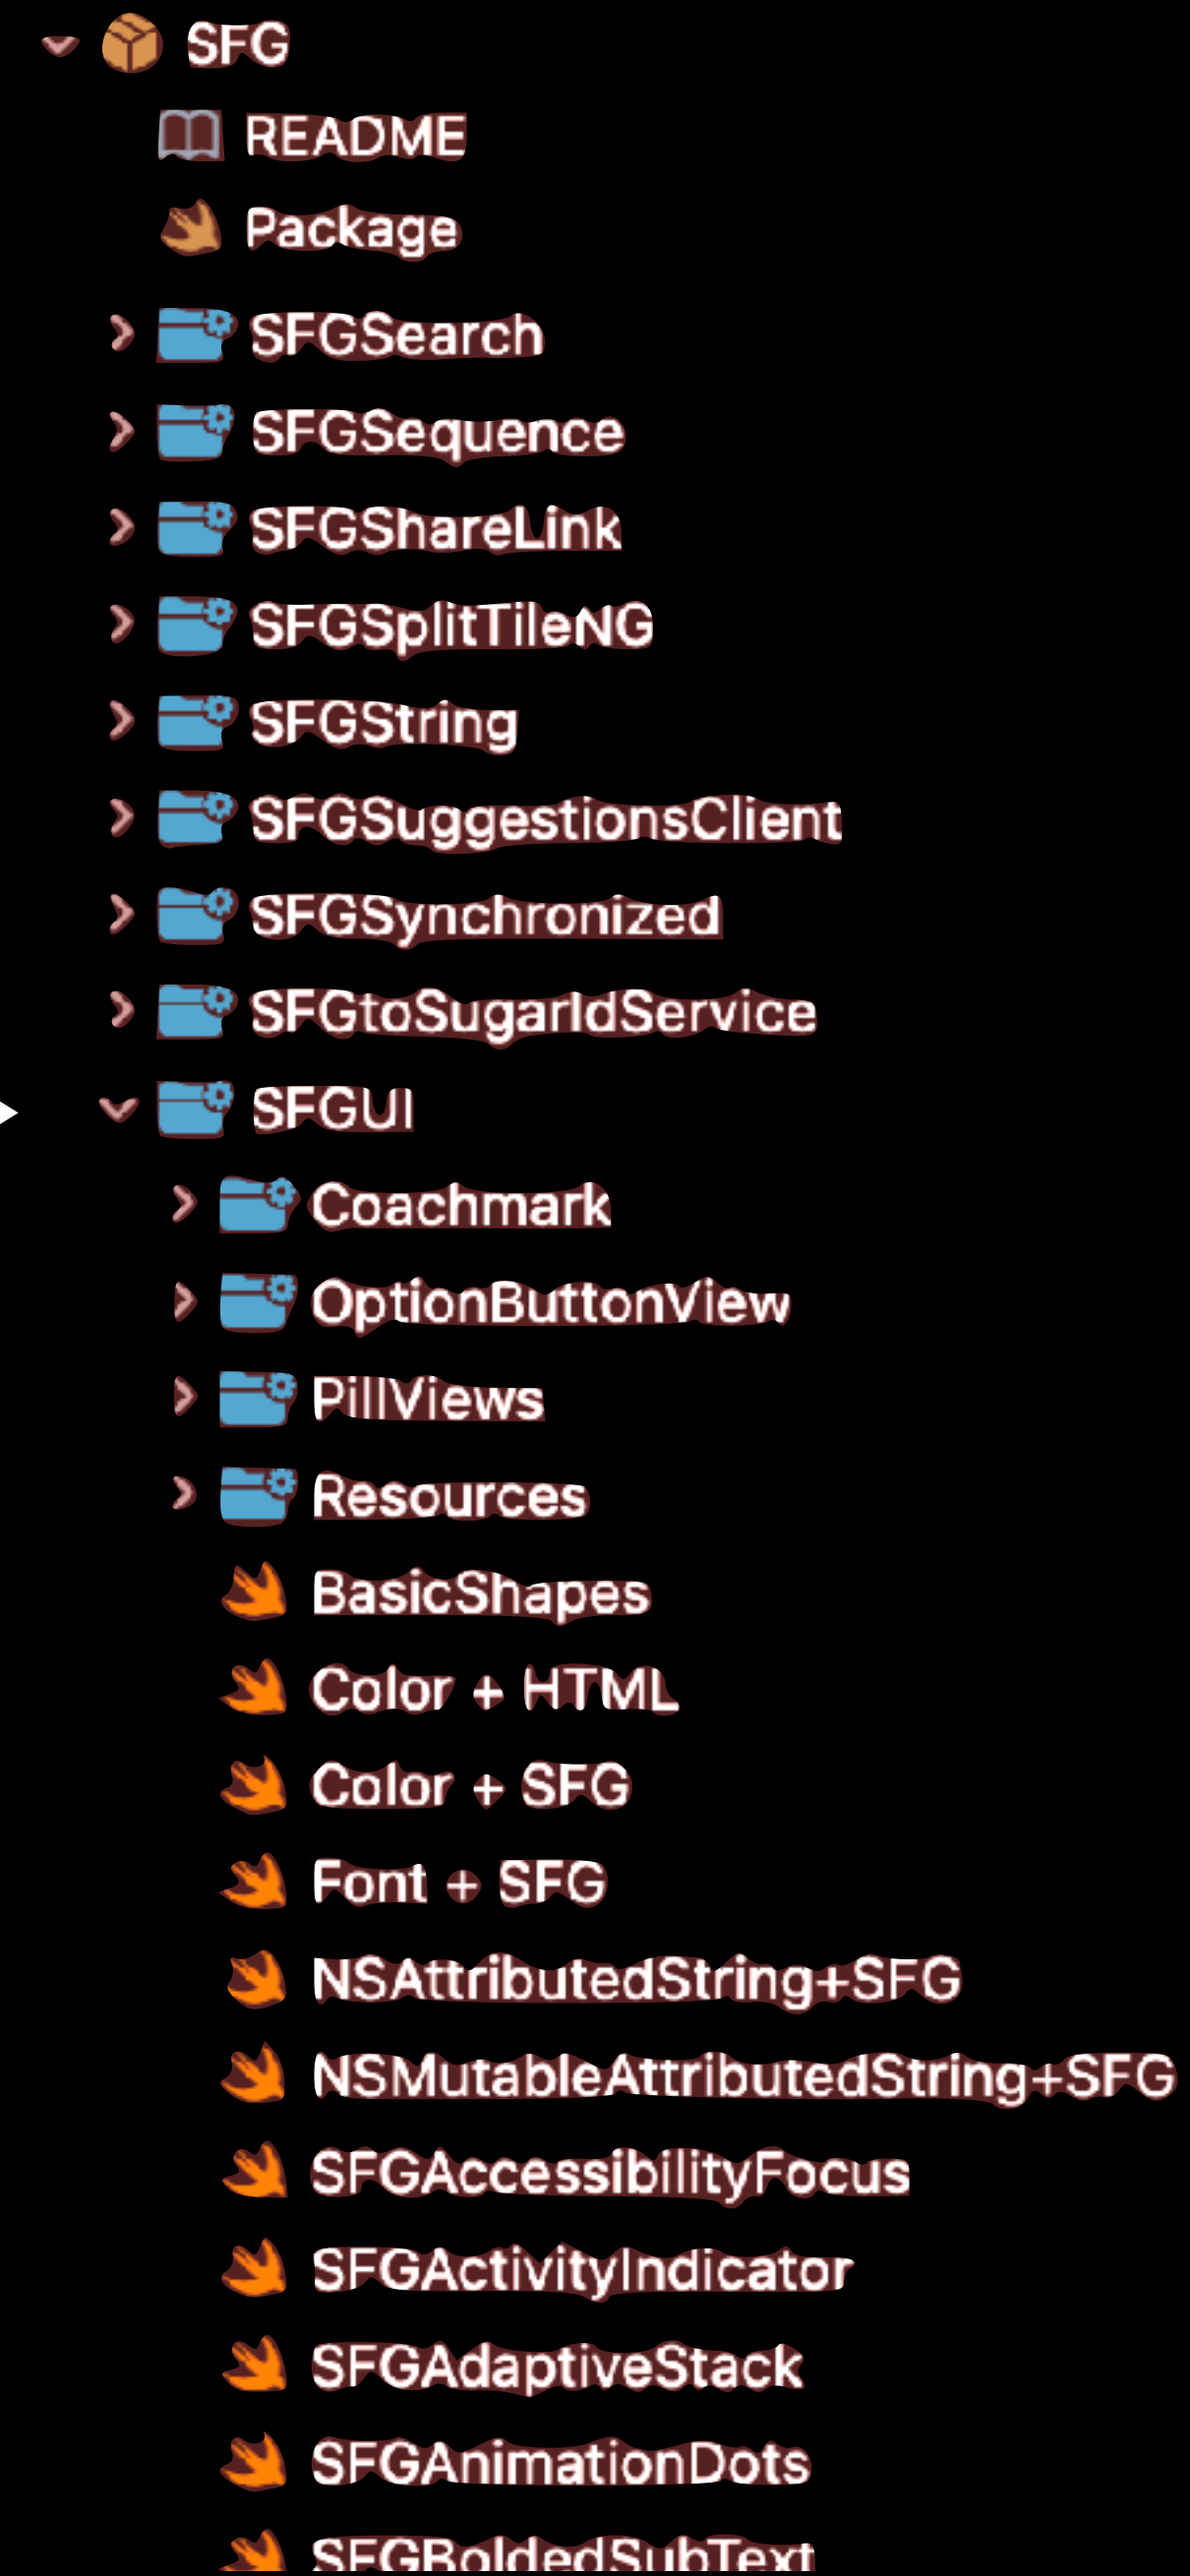 SFG
README
Package
SFGSearch
SFGSequence
SFGShareLink
SFGSplitTileNG
SFGString
SFGSuggestionsClient
SFGSynchronized
SFGtoSugarIdService
SFGUI
Coachmark
OptionButtonView
PillViews
Resources
BasicShapes
Color + HTML
Color + SFG
Font + SFG
NSAttributedString+SFG
NSMutableAttributedString+SFG
SFGAccessibilityFocus
SFGActivityIndicator
SFGAdaptiveStack
SFGAnimationDots
SFGBoldedSubText